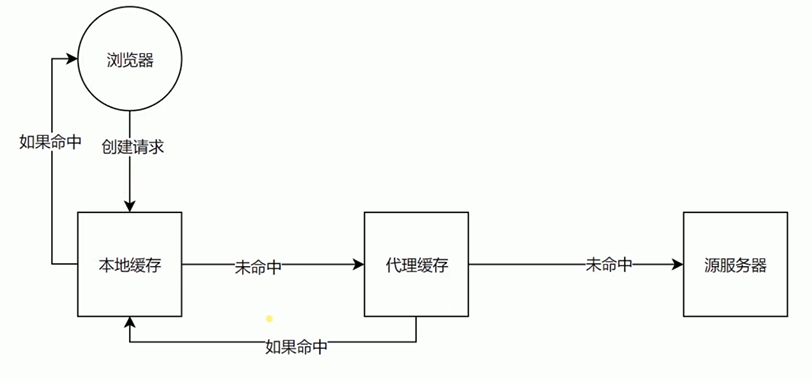 浏览器
如果命中
创建请求
本地缓存
未命中
代理缓存
未命中
源服务器
如果命中